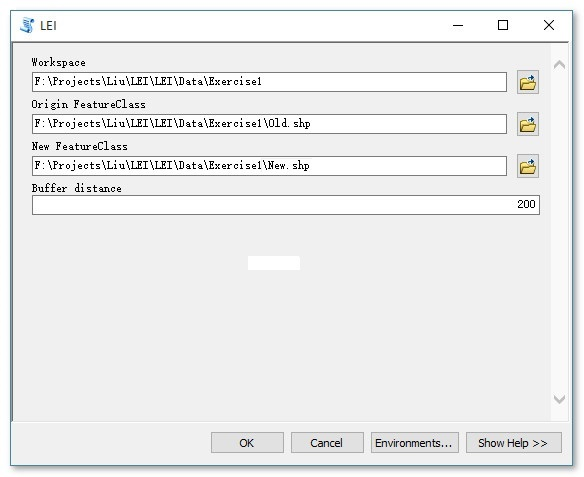 LEI
Workspace
F:\Projects\Liu\LEI\LEI\Data\Exercise1
Origin FeatureClass
F:\Projects\Liu\LEI\LEI\Data\Exercise1\Old.shp
New FeatureClass
F:\Projects\Liu\LEI\LEI\Data\Exercise1\New.shp
Buffer distance
200
OK Cancel Environments... Show Help >>